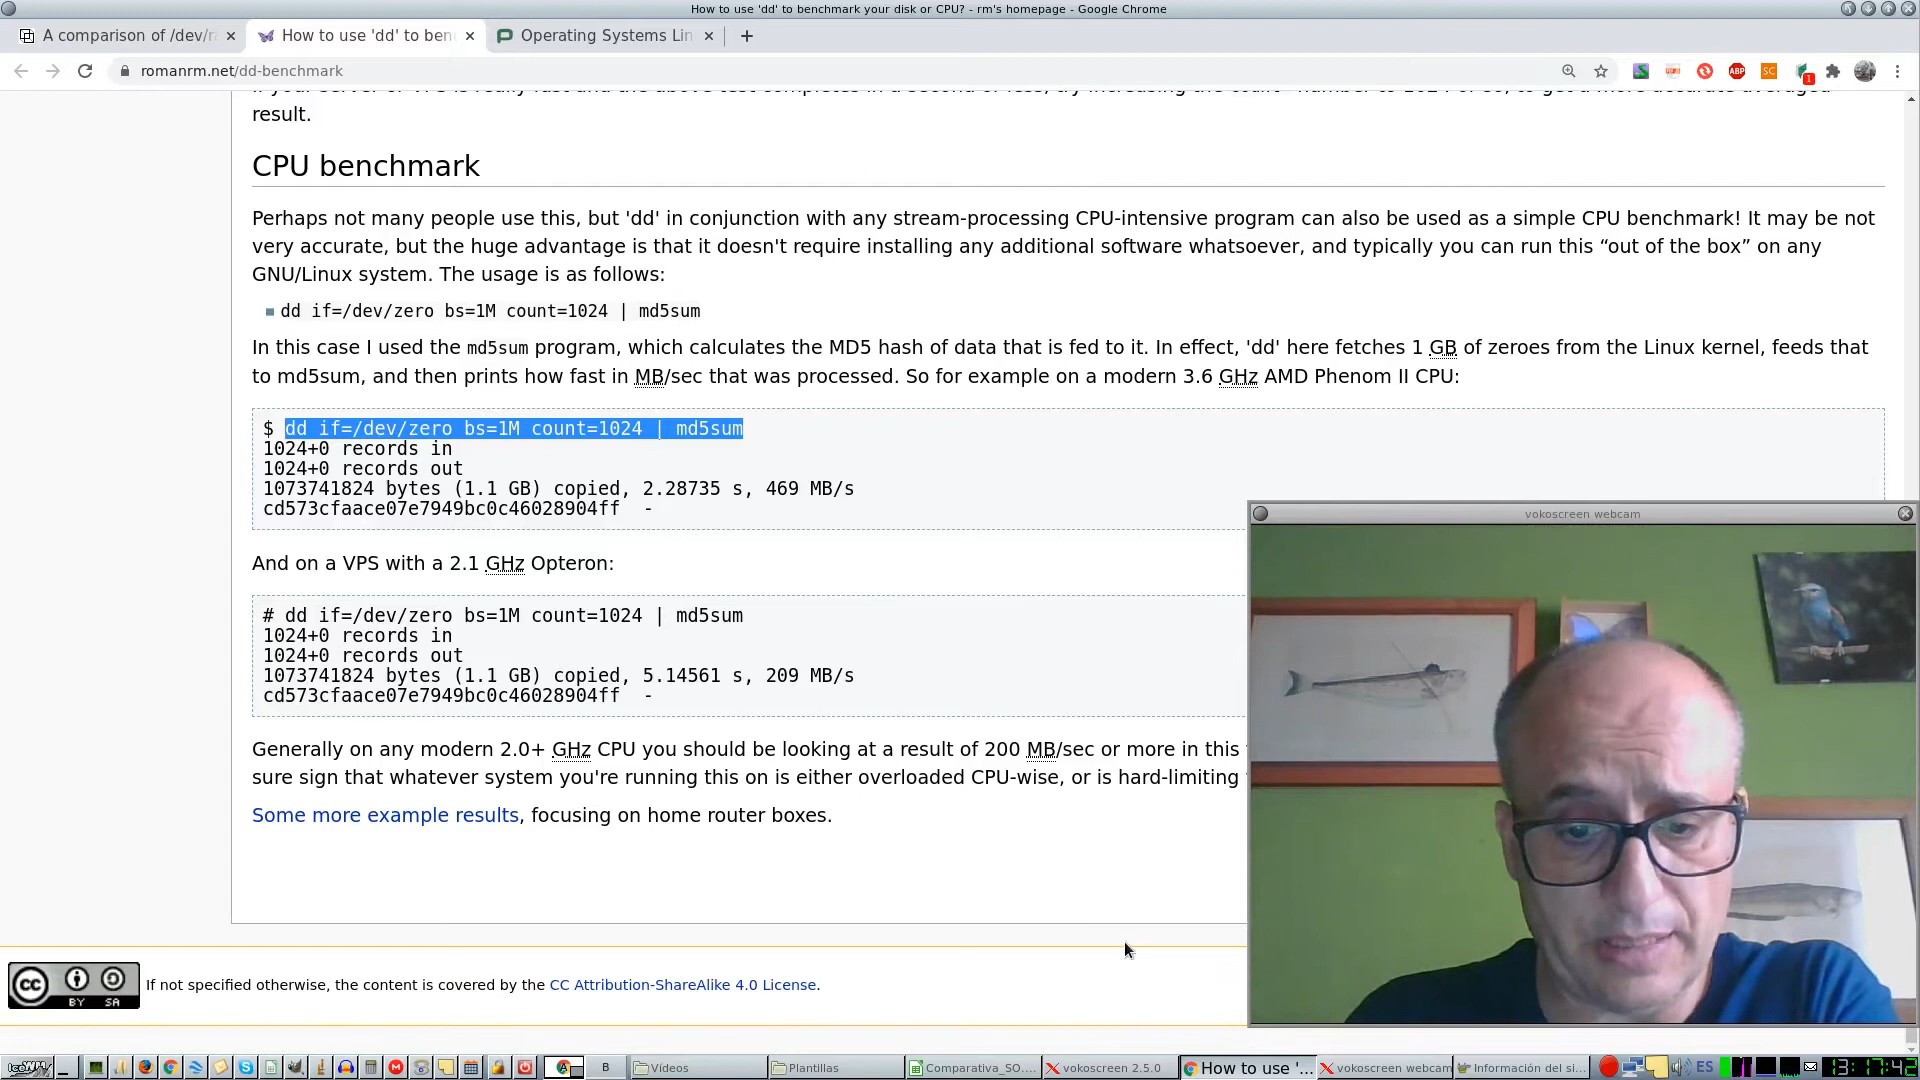 How to use 'dd' to benchmark your disk or CPU? - rm's homepage - Google Chrome
A comparison of /dev/r
How to use 'dd' to ben
Operating Systems Lin
romanrm.net/dd-benchmark
result.
CPU benchmark
Perhaps not many people use this, but 'dd' in conjunction with any stream-processing CPU-intensive program can also be used as a simple CPU benchmark! It may be not
very accurate, but the huge advantage is that it doesn't require installing any additional software whatsoever, and typically you can run this “out of the box” on any
GNU/Linux system. The usage is as follows:
dd if=/dev/zero bs=1M count=1024 | md5sum
In this case I used the md5sum program, which calculates the MD5 hash of data that is fed to it. In effect, 'dd' here fetches 1 GB of zeroes from the Linux kernel, feeds that
to md5sum, and then prints how fast in MB/sec that was processed. So for example on a modern 3.6 GHz AMD Phenom II CPU:
$ dd if=/dev/zero bs=1M count=1024 | md5sum
1024+0 records in
1024+0 records out
1073741824 bytes (1.1 GB) copied, 2.28735 s, 469 MB/s
cd573cfaace07e7949bc0c46028904ff -
vokoscreen webcam
And on a VPS with a 2.1 GHz Opteron:
# dd if=/dev/zero bs=1M count=1024 | md5sum
1024+0 records in
1024+0 records out
1073741824 bytes (1.1 GB) copied, 5.14561 s, 209 MB/s
cd573cfaace07e7949bc0c46028904ff -
Generally on any modern 2.0+ GHz CPU you should be looking at a result of 200 MB/sec or more in this
sure sign that whatever system you're running this on is either overloaded CPU-wise, or is hard-limiting
Some more example results, focusing on home router boxes.
cc BY SA If not specified otherwise, the content is covered by the CC Attribution-ShareAlike 4.0 License.
B Vídeos Plantillas Comparativa_SO.... vokoscreen 2.5.0 How to use '... vokoscreen webcam Información del si... ES 13:17:42